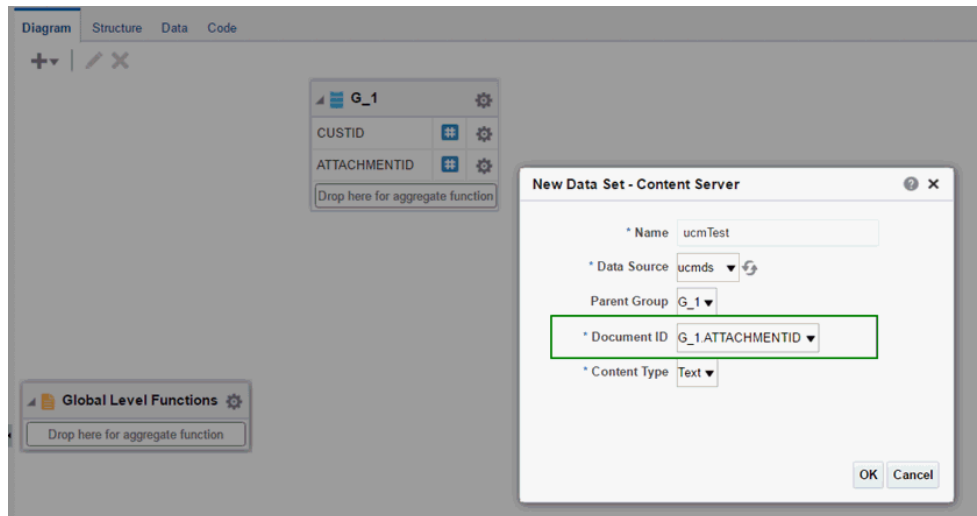 Diagram Structure Data Code
G_1
CUSTID
ATTACHMENTID
Drop here for aggregate function
New Data Set - Content Server
* Name ucmTest
* Data Source ucmds
Parent Group G_1
* Document ID G_1.ATTACHMENTID
* Content Type Text
Global Level Functions
Drop here for aggregate function
OK Cancel